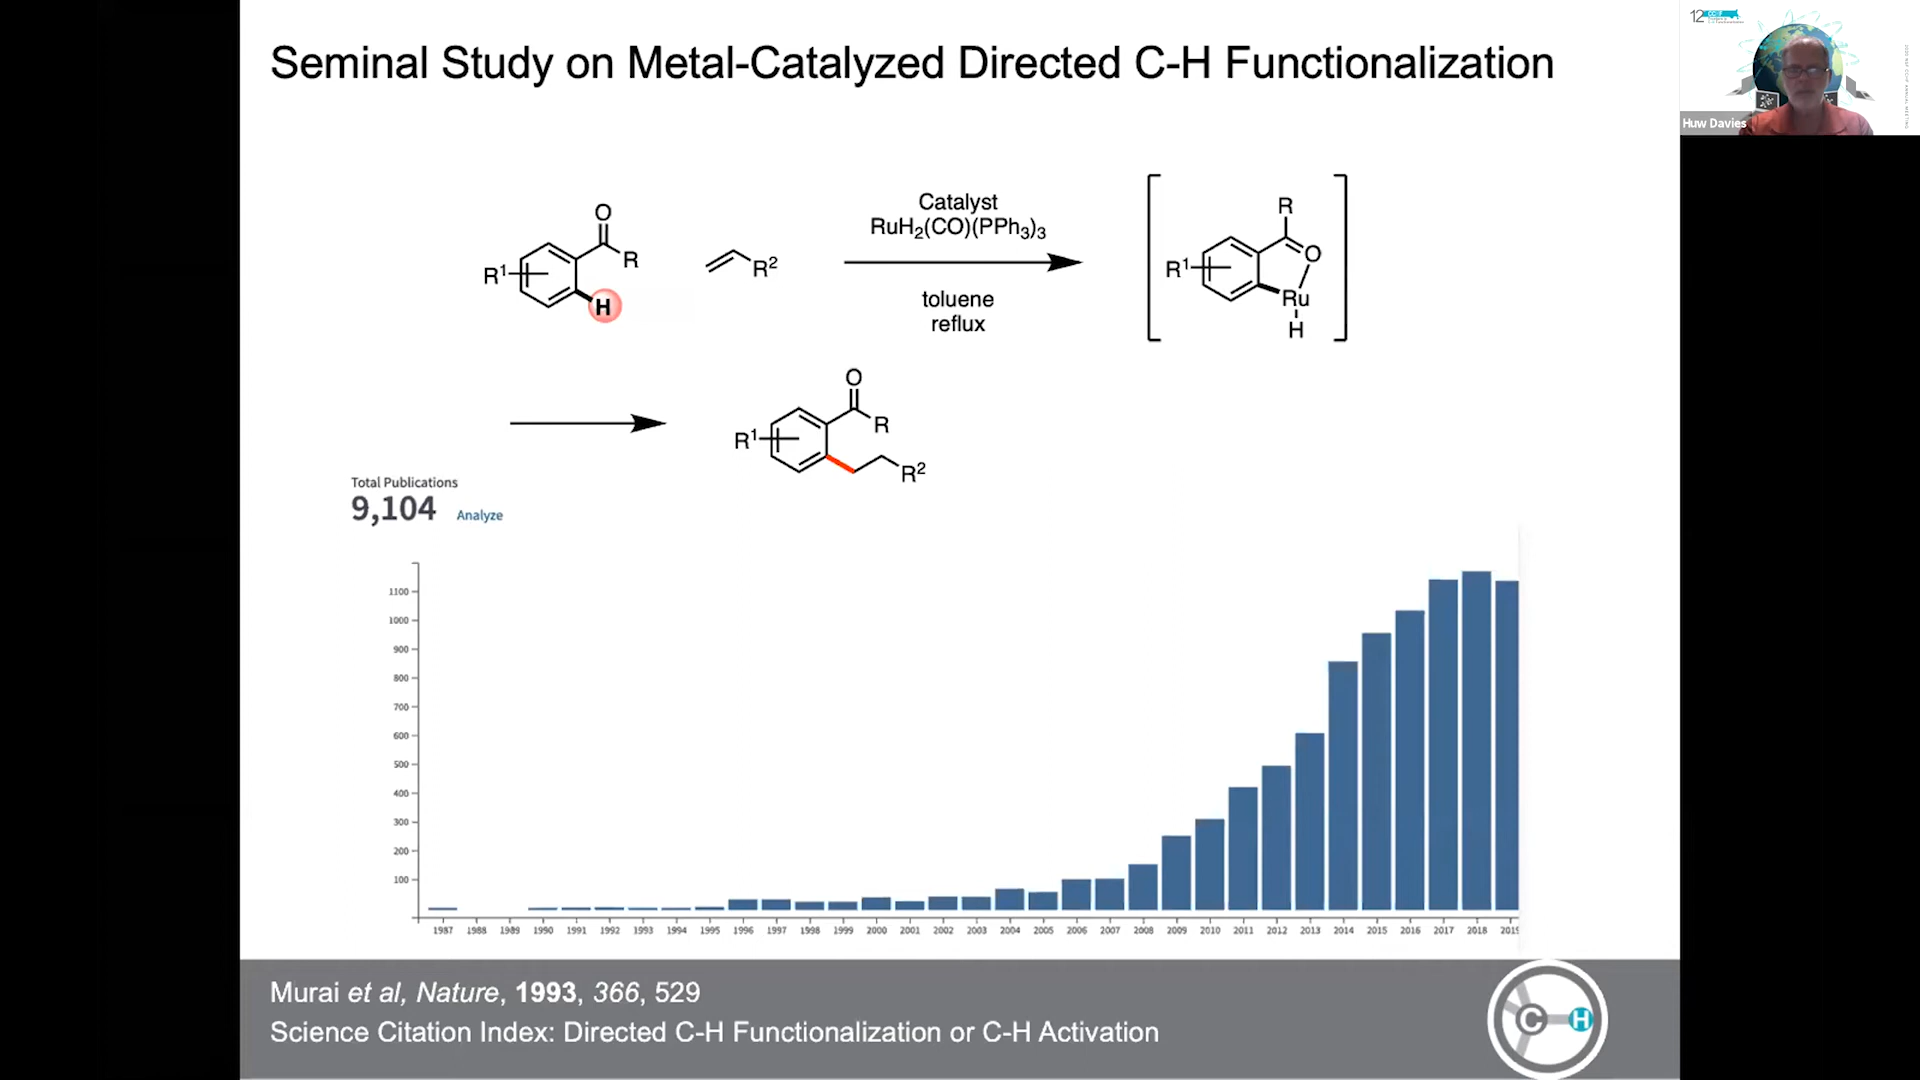 Seminal Study on Metal-Catalyzed Directed C-H Functionalization
12
Huw Davies
O
R
R¹
H
R²
Catalyst
RuH₂(CO)(PPh₃)₃
toluene
reflux
R
O
R¹
Ru
H
O
R
R¹
R²
Total Publications
9,104 Analyze
1100
1000
900
800
700
600
500
400
300
200
100
1987 1988 1989 1990 1991 1992 1993 1994 1995 1996 1997 1998 1999 2000 2001 2002 2003 2004 2005 2006 2007 2008 2009 2010 2011 2012 2013 2014 2015 2016 2017 2018 2019
Murai et al, Nature, 1993, 366, 529
Science Citation Index: Directed C-H Functionalization or C-H Activation
C H